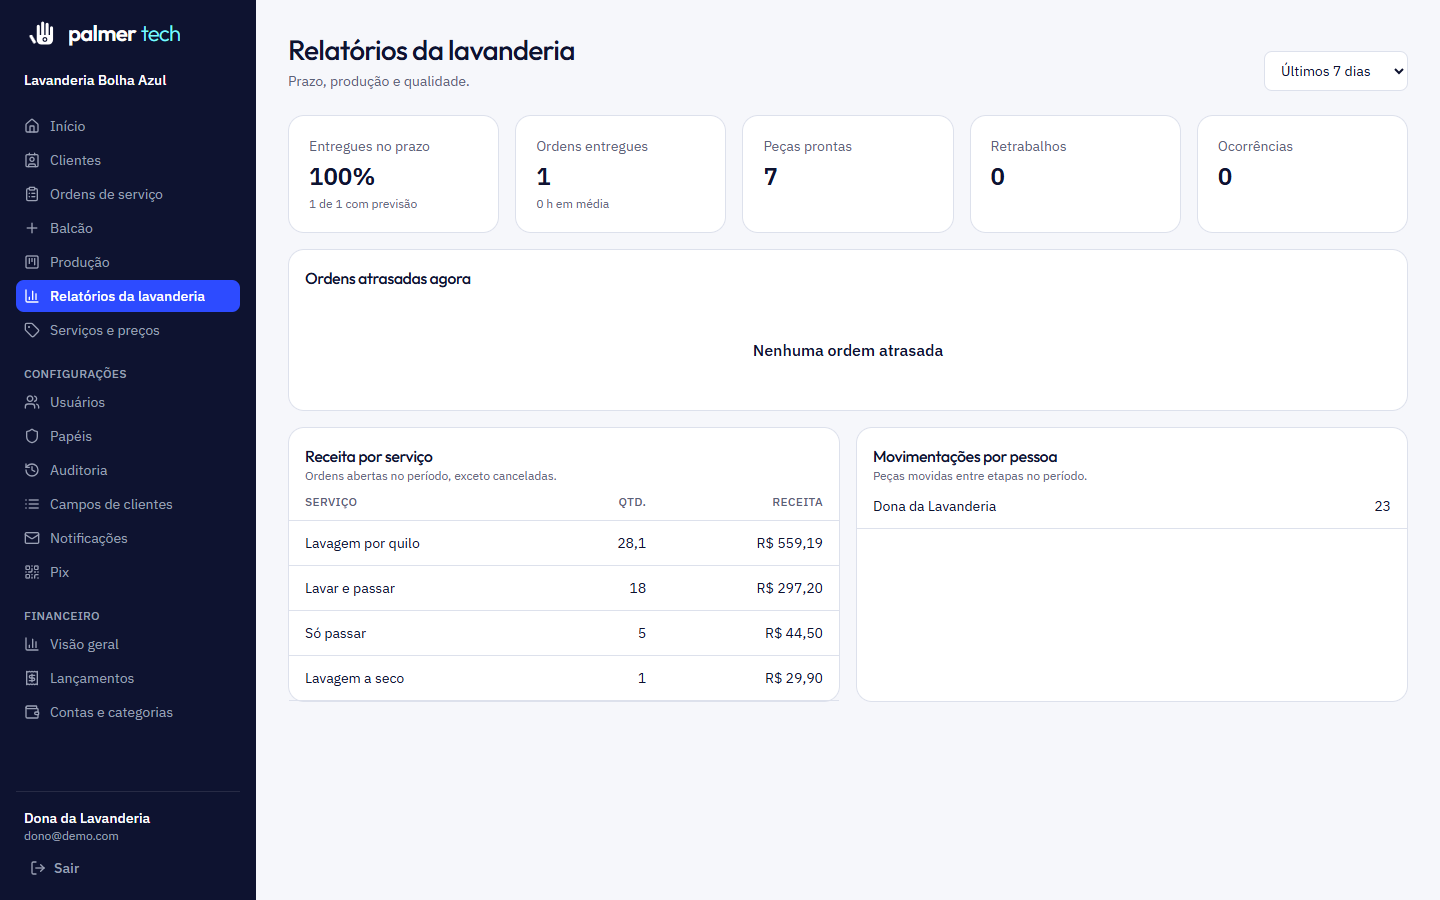 palmer tech
Lavanderia Bolha Azul
Início
Clientes
Ordens de serviço
Balcão
Produção
Relatórios da lavanderia
Serviços e preços
CONFIGURAÇÕES
Usuários
Papéis
Auditoria
Campos de clientes
Notificações
Pix
FINANCEIRO
Visão geral
Lançamentos
Contas e categorias
Dona da Lavanderia
dono@demo.com
Sair
Relatórios da lavanderia
Prazo, produção e qualidade.
Últimos 7 dias
Entregues no prazo
100%
1 de 1 com previsão
Ordens entregues
1
0 h em média
Peças prontas
7
Retrabalhos
0
Ocorrências
0
Ordens atrasadas agora
Nenhuma ordem atrasada
Receita por serviço
Ordens abertas no período, exceto canceladas.
SERVIÇO QTD. RECEITA
Lavagem por quilo 28,1 R$ 559,19
Lavar e passar 18 R$ 297,20
Só passar 5 R$ 44,50
Lavagem a seco 1 R$ 29,90
Movimentações por pessoa
Peças movidas entre etapas no período.
Dona da Lavanderia 23